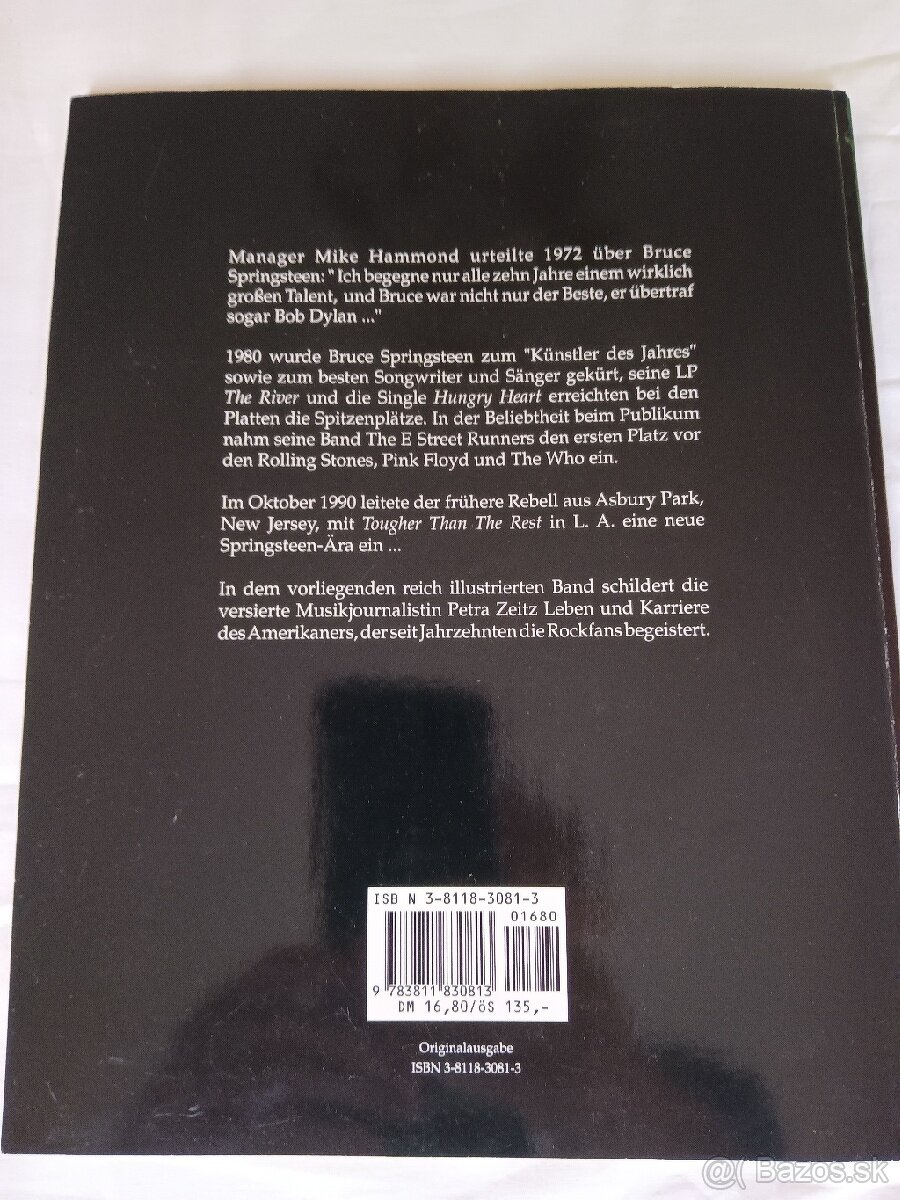 Manager Mike Hammond urteilte 1972 über Bruce
Springsteen: "Ich begegne nur alle zehn Jahre einem wirklich
großen Talent, und Bruce war nicht nur der Beste, er übertraf
sogar Bob Dylan ..."
1980 wurde Bruce Springsteen zum "Künstler des Jahres"
sowie zum besten Songwriter und Sänger gekürt, seine LP
The River und die Single Hungry Heart erreichten bei den
Platten die Spitzenplätze. In der Beliebtheit beim Publikum
nahm seine Band The E Street Runners den ersten Platz vor
den Rolling Stones, Pink Floyd und The Who ein.
Im Oktober 1990 leitete der frühere Rebell aus Asbury Park,
New Jersey, mit Tougher Than The Rest in L. A. eine neue
Springsteen-Ära ein ...
In dem vorliegenden reich illustrierten Band schildert die
versierte Musikjournalistin Petra Zeitz Leben und Karriere
des Amerikaners, der seit Jahrzehnten die Rockfans begeistert.
ISBN 3-8118-3081-3
01680
9 783811 830813
DM 16,80/öS 135,-
Originalausgabe
ISBN 3-8118-3081-3
@( Bazos.sk